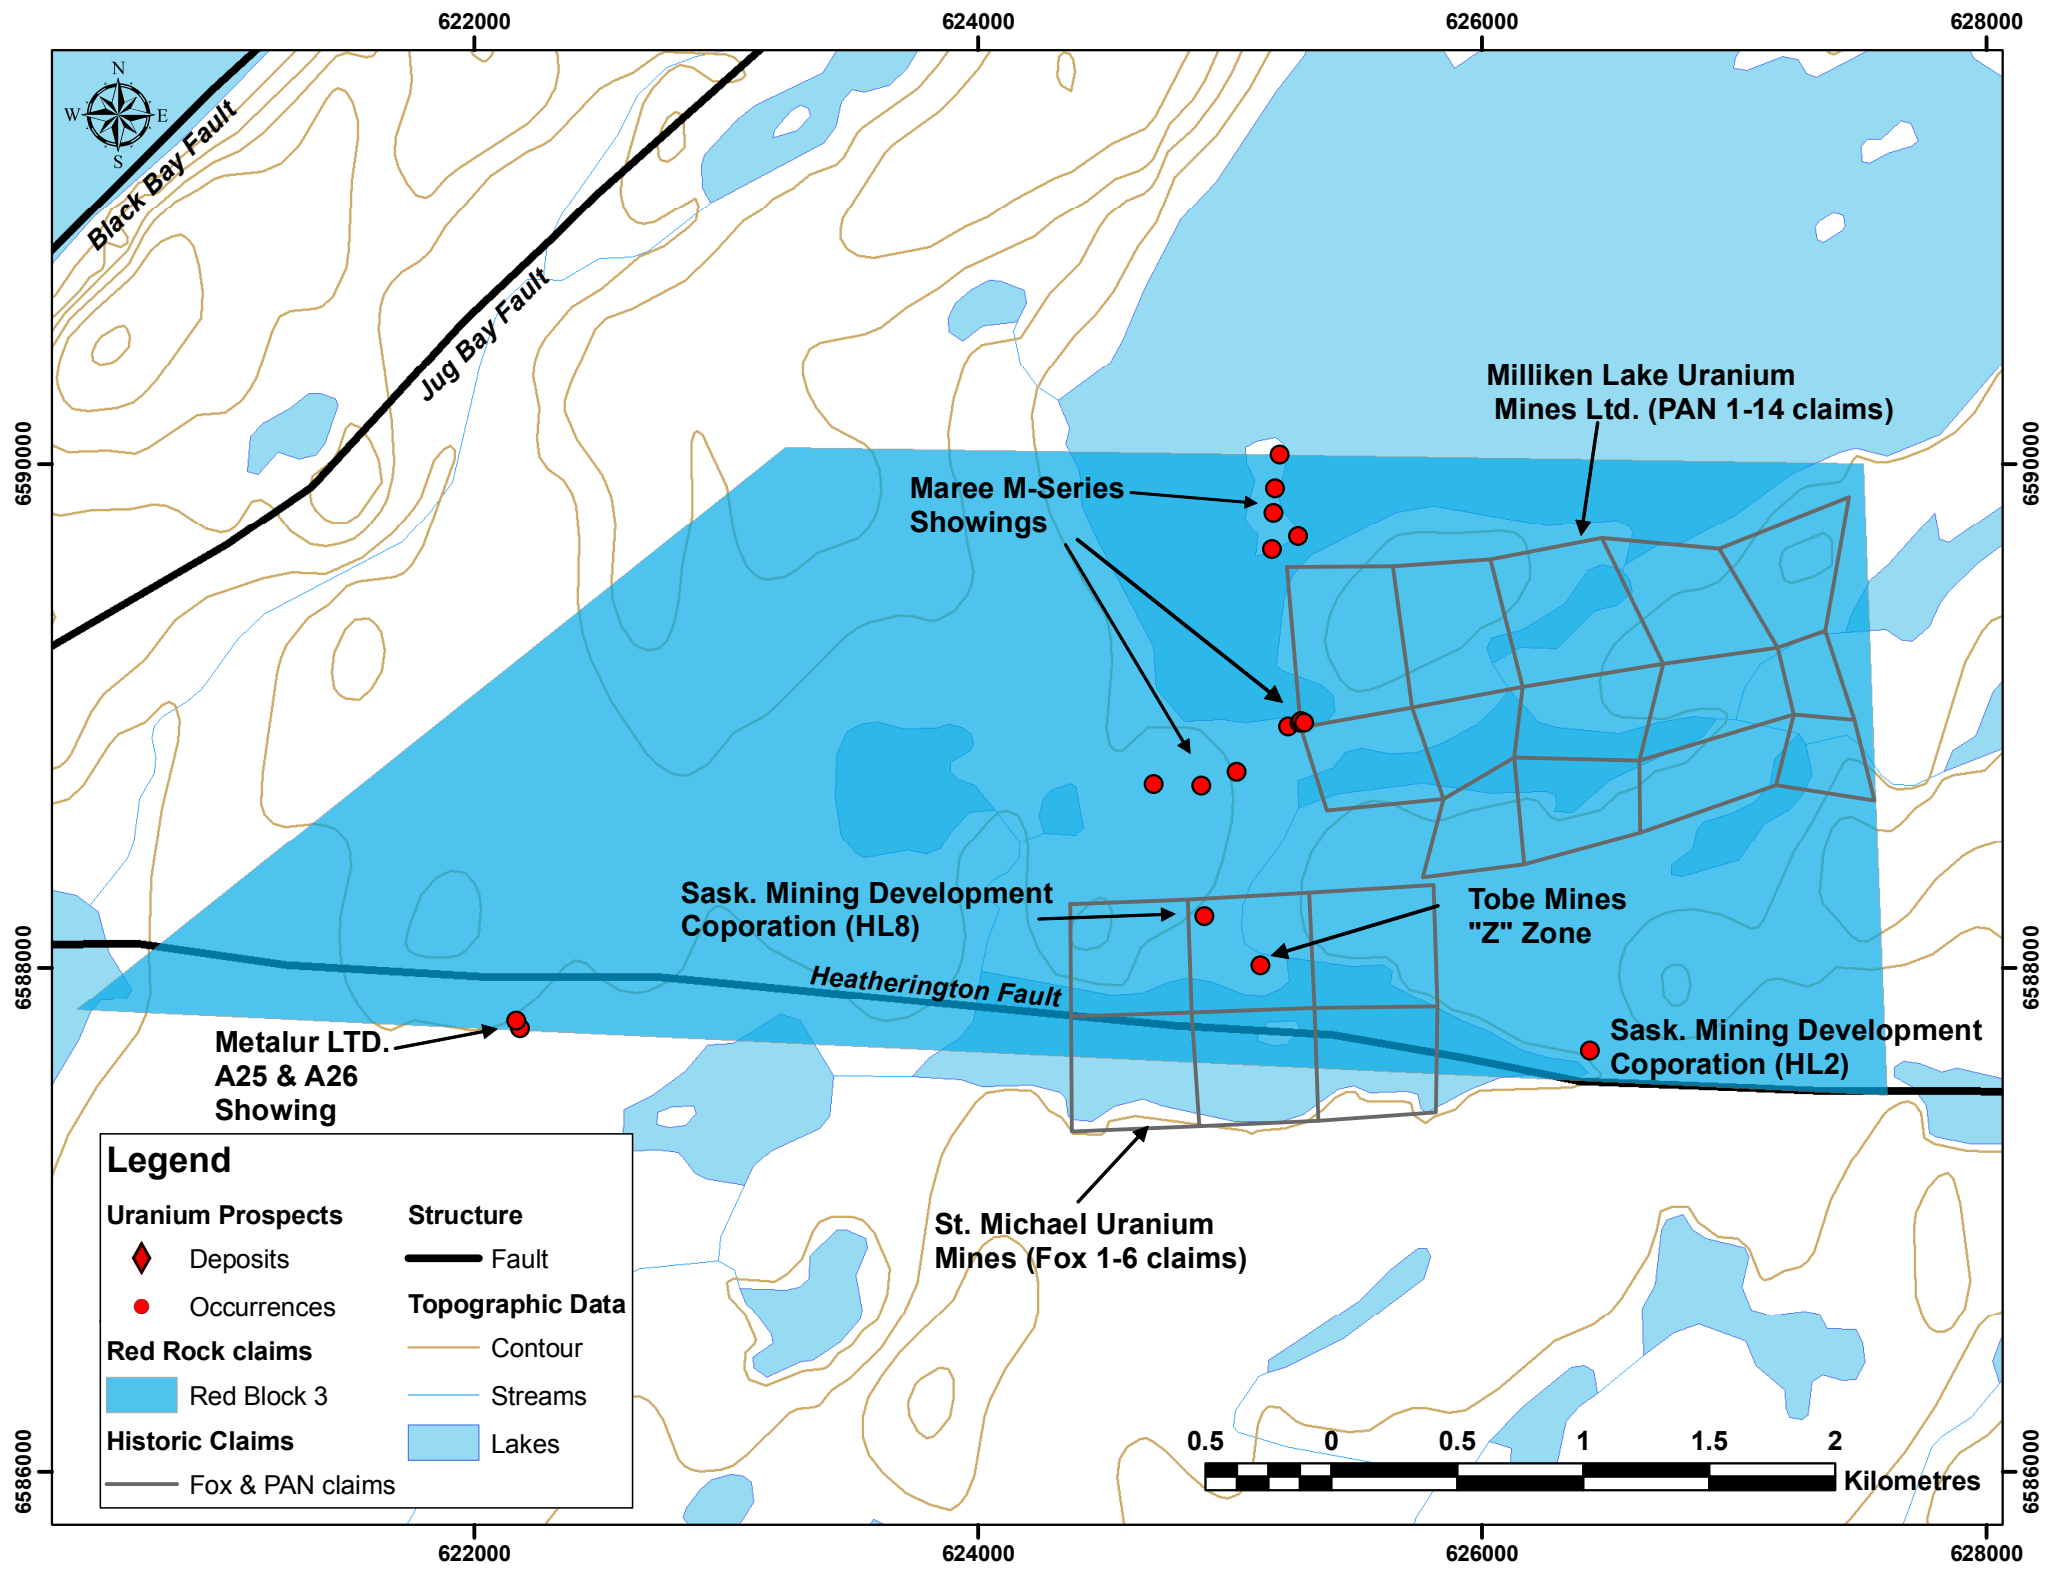 622000
624000
626000
628000
N
W
E
S
Black Bay Fault
Jug Bay Fault
Milliken Lake Uranium
Mines Ltd. (PAN 1-14 claims)
6590000
6590000
Maree M-Series
Showings
Sask. Mining Development
Coporation (HL8)
Tobe Mines
"Z" Zone
6588000
6588000
Heatherington Fault
Metalur LTD.
A25 & A26
Showing
Sask. Mining Development
Coporation (HL2)
St. Michael Uranium
Mines (Fox 1-6 claims)
Legend
Uranium Prospects
Deposits
Occurrences
Red Rock claims
Red Block 3
Historic Claims
Fox & PAN claims
Structure
Fault
Topographic Data
Contour
Streams
Lakes
0.5 0 0.5 1 1.5 2
Kilometres
6586000
6586000
622000
624000
626000
628000